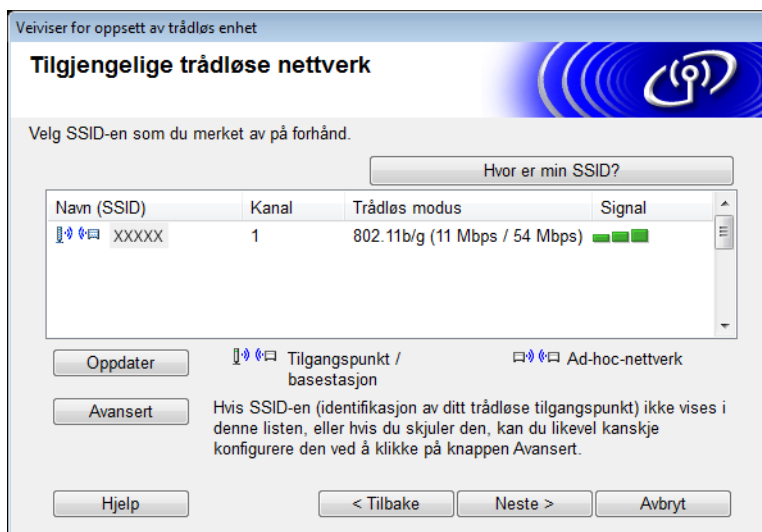 Veiviser for oppsett av trådløs enhet
Tilgjengelige trådløse nettverk
Velg SSID-en som du merket av på forhånd.
Hvor er min SSID?
Navn (SSID) Kanal Trådløs modus Signal
XXXXX 1 802.11b/g (11 Mbps / 54 Mbps)
Oppdater
Tilgangspunkt /
basestasjon
Ad-hoc-nettverk
Avansert
Hvis SSID-en (identifikasjon av ditt trådløse tilgangspunkt) ikke vises i
denne listen, eller hvis du skjuler den, kan du likevel kanskje
konfigurere den ved å klikke på knappen Avansert.
Hjelp < Tilbake Neste > Avbryt